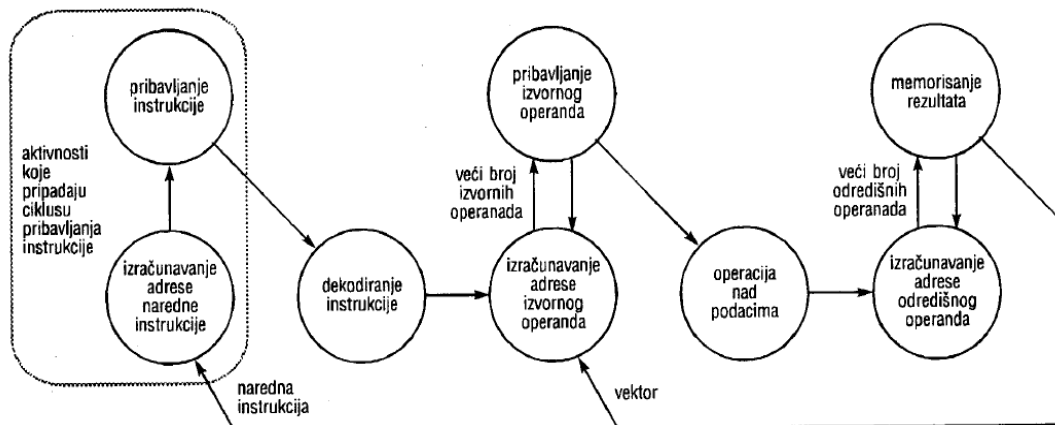 pribavljanje
instrukcije
aktivnosti
koje
pripadaju
ciklusu
pribavljanja
instrukcije
izračunavanje
adrese
naredne
instrukcije
naredna
instrukcija
dekodiranje
instrukcije
pribavljanje
izvornog
operanda
veći broj
izvornih
operanada
izračunavanje
adrese
izvornog
operanda
vektor
operacija
nad
podacima
memorisanje
rezultata
veći broj
odredišnih
operanada
izračunavanje
adrese
odredišnog
operanda